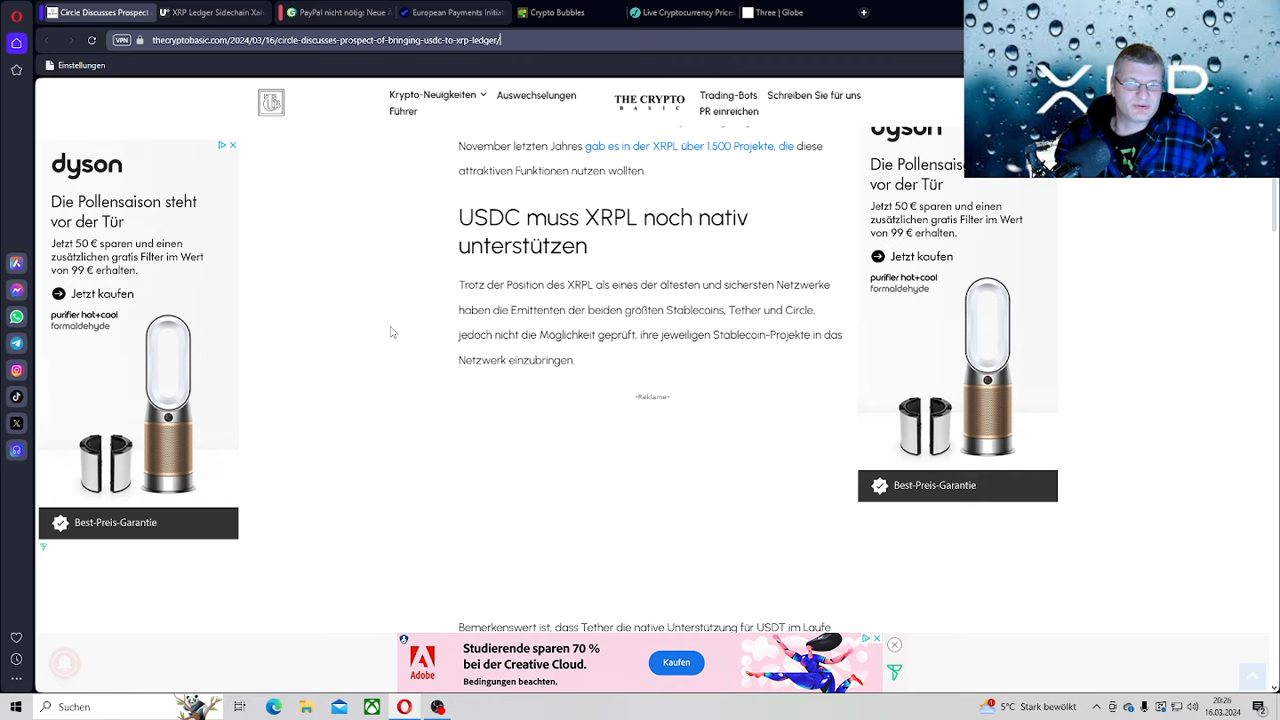 Circle Discusses Prospect
XRP Ledger Sidechain Xah
PayPal nicht nötig: Neue A
European Payments Initiat
Crypto Bubbles
Live Cryptocurrency Price
Three | Globe
VPN
thecryptobasic.com/2024/03/16/circle-discusses-prospect-of-bringing-usdc-to-xrp-ledger/
Einstellungen
XRP
Krypto-Neuigkeiten
Auswechselungen
Führer
THE CRYPTO
BASIC
Trading-Bots
Schreiben Sie für uns
PR einreichen
dyson
Die Pollensaison steht
vor der Tür
Jetzt 50 € sparen und einen
zusätzlichen gratis Filter im Wert
von 99 € erhalten.
Jetzt kaufen
purifier hot+cool
formaldehyde
Best-Preis-Garantie
November letzten Jahres gab es in der XRPL über 1.500 Projekte, die diese
attraktiven Funktionen nutzen wollten.
USDC muss XRPL noch nativ
unterstützen
Trotz der Position des XRPL als eines der ältesten und sichersten Netzwerke
haben die Emittenten der beiden größten Stablecoins, Tether und Circle,
jedoch nicht die Möglichkeit geprüft, ihre jeweiligen Stablecoin-Projekte in das
Netzwerk einzubringen.
-Reklame-
Bemerkenswert ist, dass Tether die native Unterstützung für USDT im Laufe
dyson
Die Pollensa
vor der Tür
Jetzt 50 € sparen und einen
zusätzlichen gratis Filter im Wert
von 99 € erhalten.
Jetzt kaufen
purifier hot+cool
formaldehyde
Best-Preis-Garantie
Adobe
Studierende sparen 70 %
bei der Creative Cloud.
Bedingungen beachten.
Kaufen
Suchen
5°C Stark bewölkt
20:26
16.03.2024